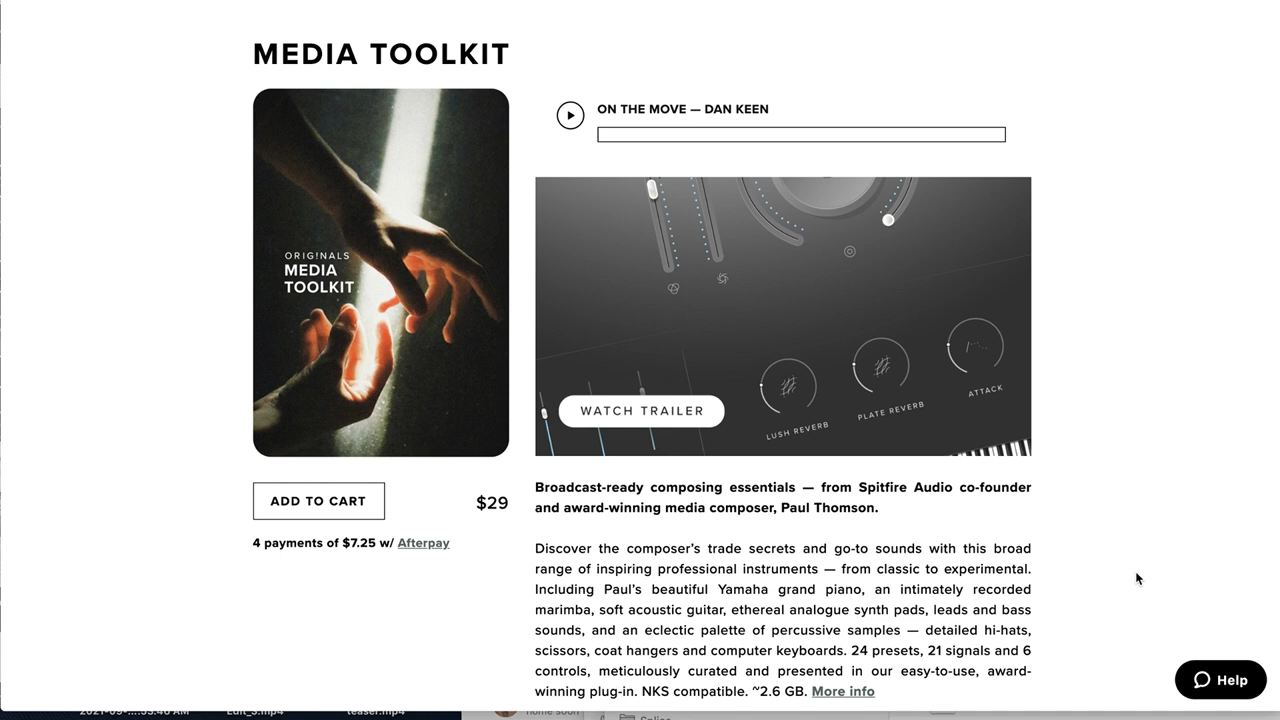 MEDIA TOOLKIT
ON THE MOVE — DAN KEEN
ORIG!NALS
MEDIA
TOOLKIT
WATCH TRAILER
LUSH REVERB
PLATE REVERB
ATTACK
ADD TO CART
$29
4 payments of $7.25 w/ Afterpay
Broadcast-ready composing essentials — from Spitfire Audio co-founder
and award-winning media composer, Paul Thomson.
Discover the composer’s trade secrets and go-to sounds with this broad
range of inspiring professional instruments — from classic to experimental.
Including Paul’s beautiful Yamaha grand piano, an intimately recorded
marimba, soft acoustic guitar, ethereal analogue synth pads, leads and bass
sounds, and an eclectic palette of percussive samples — detailed hi-hats,
scissors, coat hangers and computer keyboards. 24 presets, 21 signals and 6
controls, meticulously curated and presented in our easy-to-use, award-
winning plug-in. NKS compatible. ~2.6 GB. More info
Help
teaser.mp4
home soon
Splice